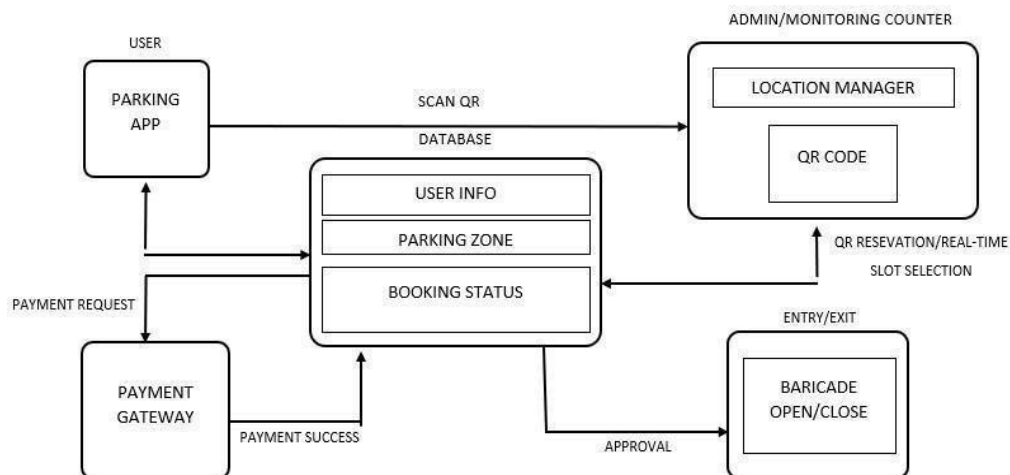 ADMIN/MONITORING COUNTER
USER
PARKING
APP
SCAN QR
LOCATION MANAGER
QR CODE
DATABASE
USER INFO
PARKING ZONE
BOOKING STATUS
QR RESEVATION/REAL-TIME
SLOT SELECTION
PAYMENT REQUEST
ENTRY/EXIT
PAYMENT
GATEWAY
PAYMENT SUCCESS
APPROVAL
BARICADE
OPEN/CLOSE